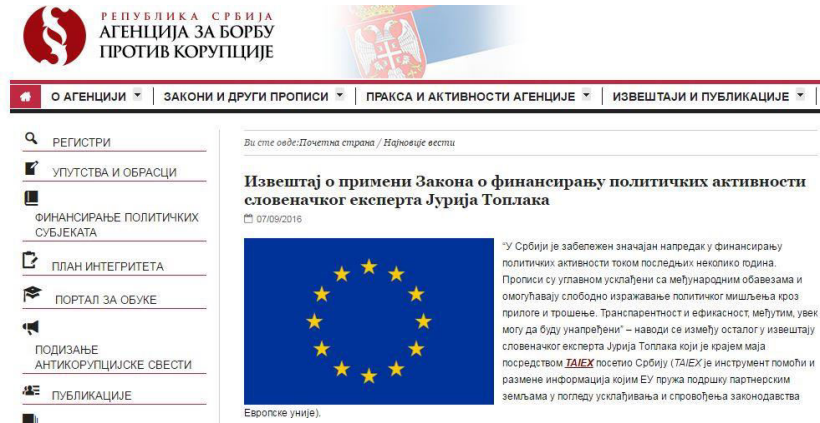 РЕПУБЛИКА СРБИЈА
АГЕНЦИЈА ЗА БОРБУ
ПРОТИВ КОРУПЦИЈЕ
О АГЕНЦИЈИ
ЗАКОНИ И ДРУГИ ПРОПИСИ
ПРАКСА И АКТИВНОСТИ АГЕНЦИЈЕ
ИЗВЕШТАЈИ И ПУБЛИКАЦИЈЕ
РЕГИСТРИ
УПУТСТВА И ОБРАСЦИ
ФИНАНСИРАЊЕ ПОЛИТИЧКИХ
СУБЈЕКАТА
ПЛАН ИНТЕГРИТЕТА
ПОРТАЛ ЗА ОБУКЕ
ПОДИЗАЊЕ
АНТИКОРУПЦИЈСКЕ СВЕСТИ
ПУБЛИКАЦИЈЕ
Ви сте овде:Почетна страна / Најновије вести
Извештај о примени Закона о финансирању политичких активности
словеначког експерта Јурија Топлака
07/09/2016
"У Србији је забележен значајан напредак у финансирању
политичких активности током последњих неколико година.
Прописи су углавном усклађени са међународним обавезама и
омогућавају слободно изражавање политичког мишљења кроз
прилоге и трошење. Транспарентност и ефикасност, међутим, увек
могу да буду унапређени" – наводи се између осталог у извештају
словеначког експерта Јурија Топлака који је крајем маја
посредством TAIEX посетио Србију (TAIEX је инструмент помоћи и
размене информација којим ЕУ пружа подршку партнерским
земљама у погледу усклађивања и спровођења законодавства
Европске уније).